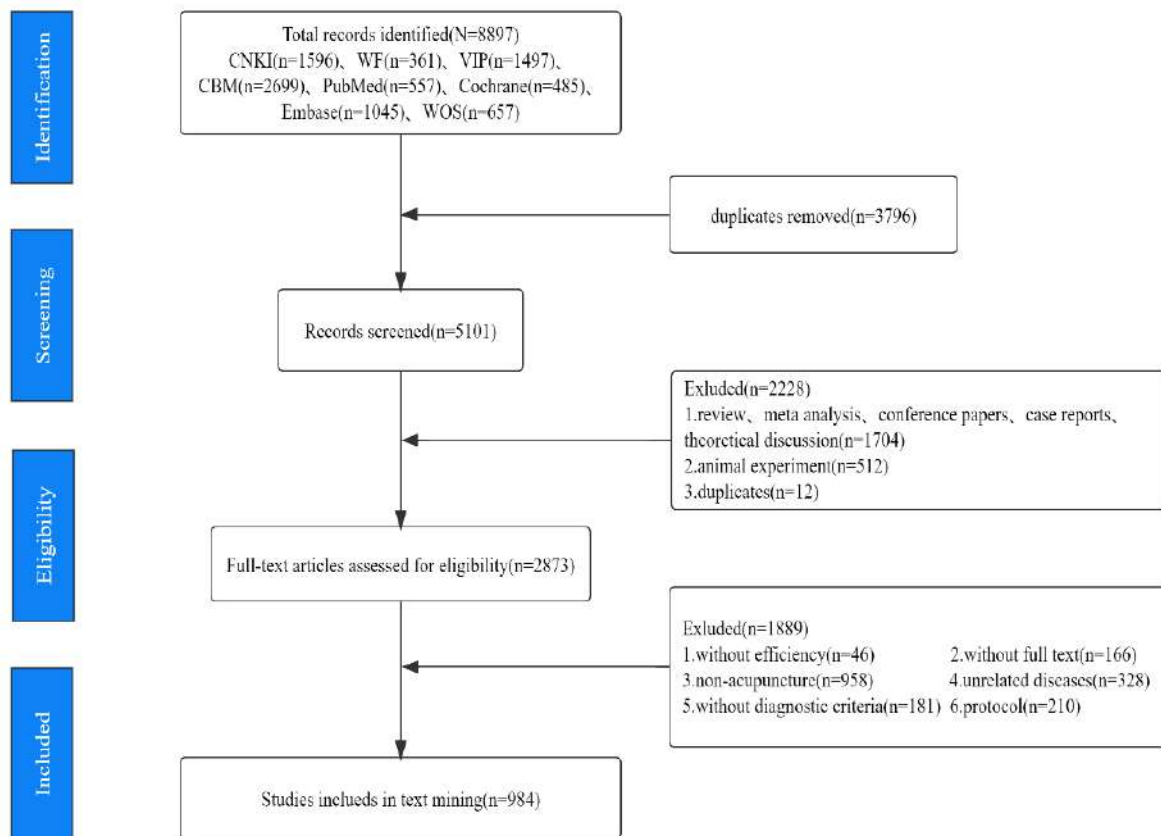 Identification
Total records identified(N=8897)
CNKI(n=1596)、WF(n=361)、VIP(n=1497)、
CBM(n=2699)、PubMed(n=557)、Cochrane(n=485)、
Embase(n=1045)、WOS(n=657)
duplicates removed(n=3796)
Screening
Records screened(n=5101)
Exluded(n=2228)
1.review、meta analysis、conference papers、case reports、
theoretical discussion(n=1704)
2.animal experiment(n=512)
3.duplicates(n=12)
Eligibility
Full-text articles assessed for eligibility(n=2873)
Exluded(n=1889)
1.without efficiency(n=46) 2.without full text(n=166)
3.non-acupuncture(n=958) 4.unrelated diseases(n=328)
5.without diagnostic criteria(n=181) 6.protocol(n=210)
Included
Studies inclueds in text mining(n=984)